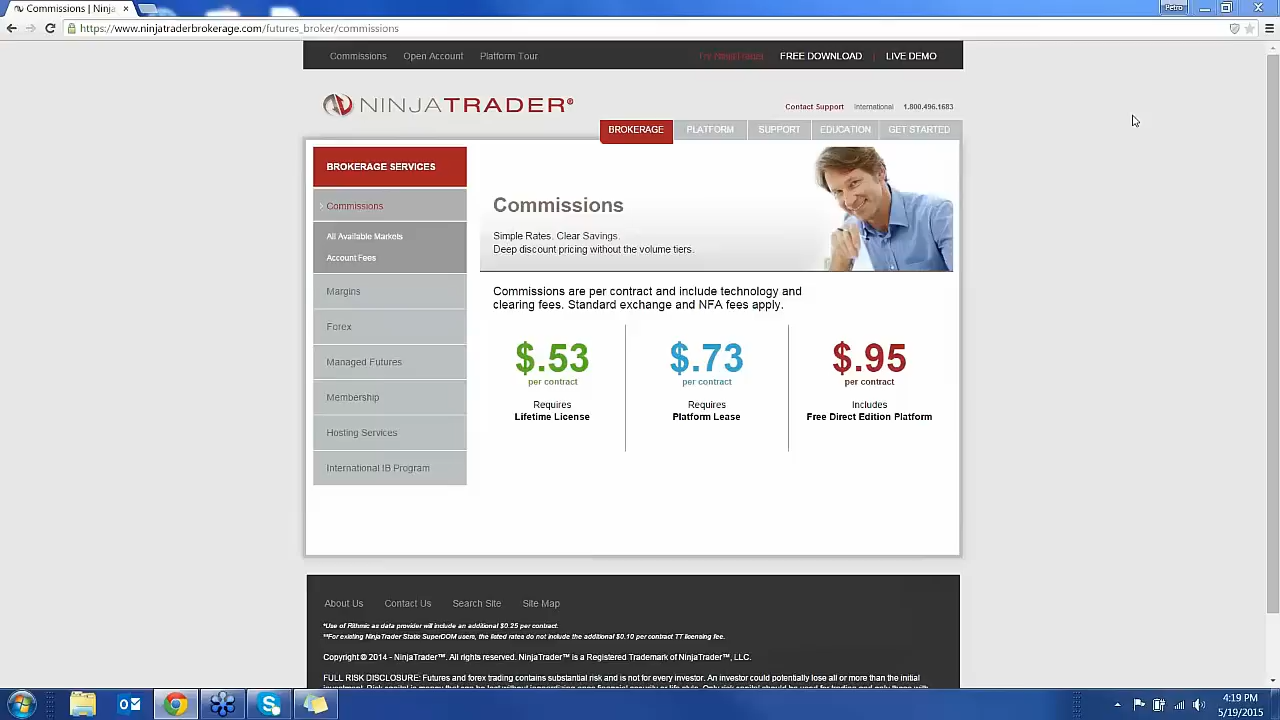 Commissions | Ninj
Petro
https://www.ninjatraderbrokerage.com/futures_broker/commissions
Commissions Open Account Platform Tour
Try NinjaTrader FREE DOWNLOAD | LIVE DEMO
NINJATRADER®
Contact Support International 1.800.496.1683
BROKERAGE PLATFORM SUPPORT EDUCATION GET STARTED
BROKERAGE SERVICES
Commissions
All Available Markets
Account Fees
Margins
Forex
Managed Futures
Membership
Hosting Services
International IB Program
Commissions
Simple Rates. Clear Savings.
Deep discount pricing without the volume tiers.
Commissions are per contract and include technology and
clearing fees. Standard exchange and NFA fees apply.
$.53 $.73 $.95
per contract per contract per contract
Requires Requires Includes
Lifetime License Platform Lease Free Direct Edition Platform
About Us Contact Us Search Site Site Map
*Use of Rithmic as data provider will include an additional $0.25 per contract.
**For existing NinjaTrader Static SuperDOM users, the listed rates do not include the additional $0.10 per contract TT licensing fee.
Copyright © 2014 - NinjaTrader™. All rights reserved. NinjaTrader™ is a Registered Trademark of NinjaTrader™, LLC.
FULL RISK DISCLOSURE: Futures and forex trading contains substantial risk and is not for every investor. An investor could potentially lose all or more than the initial
4:19 PM
5/19/2015